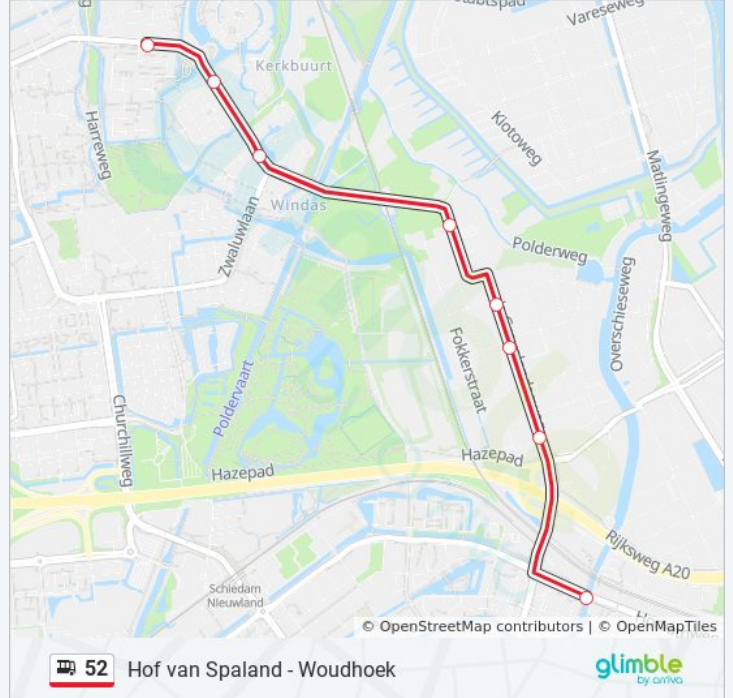 Vareseweg
Kerkbuurt
Harreweg
Kiotoweg
Matlingeweg
Windas
Zwaluwlaan
Polderweg
Overschieseweg
Fokkerstraat
Poldervaart
Churchillweg
Hazepad
Hazepad
Rijksweg A20
Schiedam
Nieuwland
© OpenStreetMap contributors | © OpenMapTiles
52 Hof van Spaland - Woudhoek
glimble
by arriva